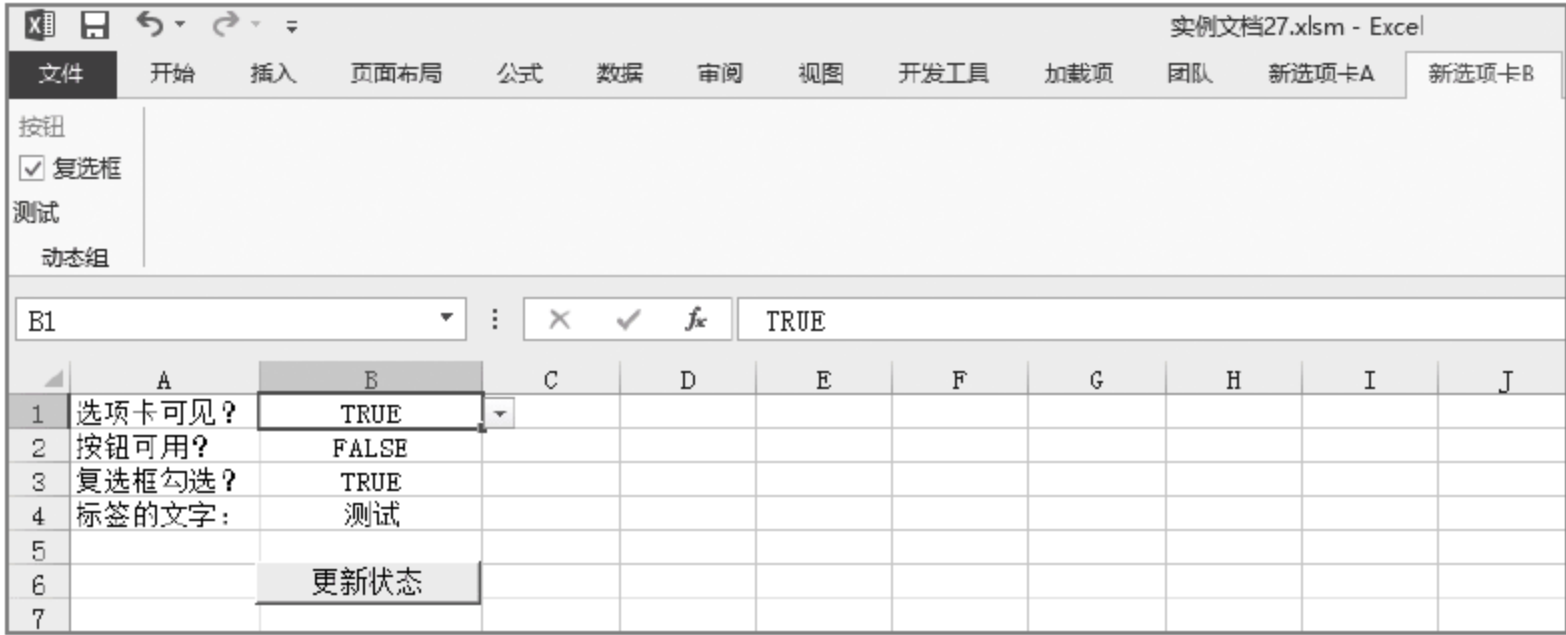 实例文档27.xlsm - Excel
文件 开始 插入 页面布局 公式 数据 审阅 视图 开发工具 加载项 团队 新选项卡A 新选项卡B
按钮
复选框
测试
动态组
B1 fx TRUE
A B C D E F G H I J
1 选项卡可见? TRUE
2 按钮可用? FALSE
3 复选框勾选? TRUE
4 标签的文字: 测试
5
6 更新状态
7